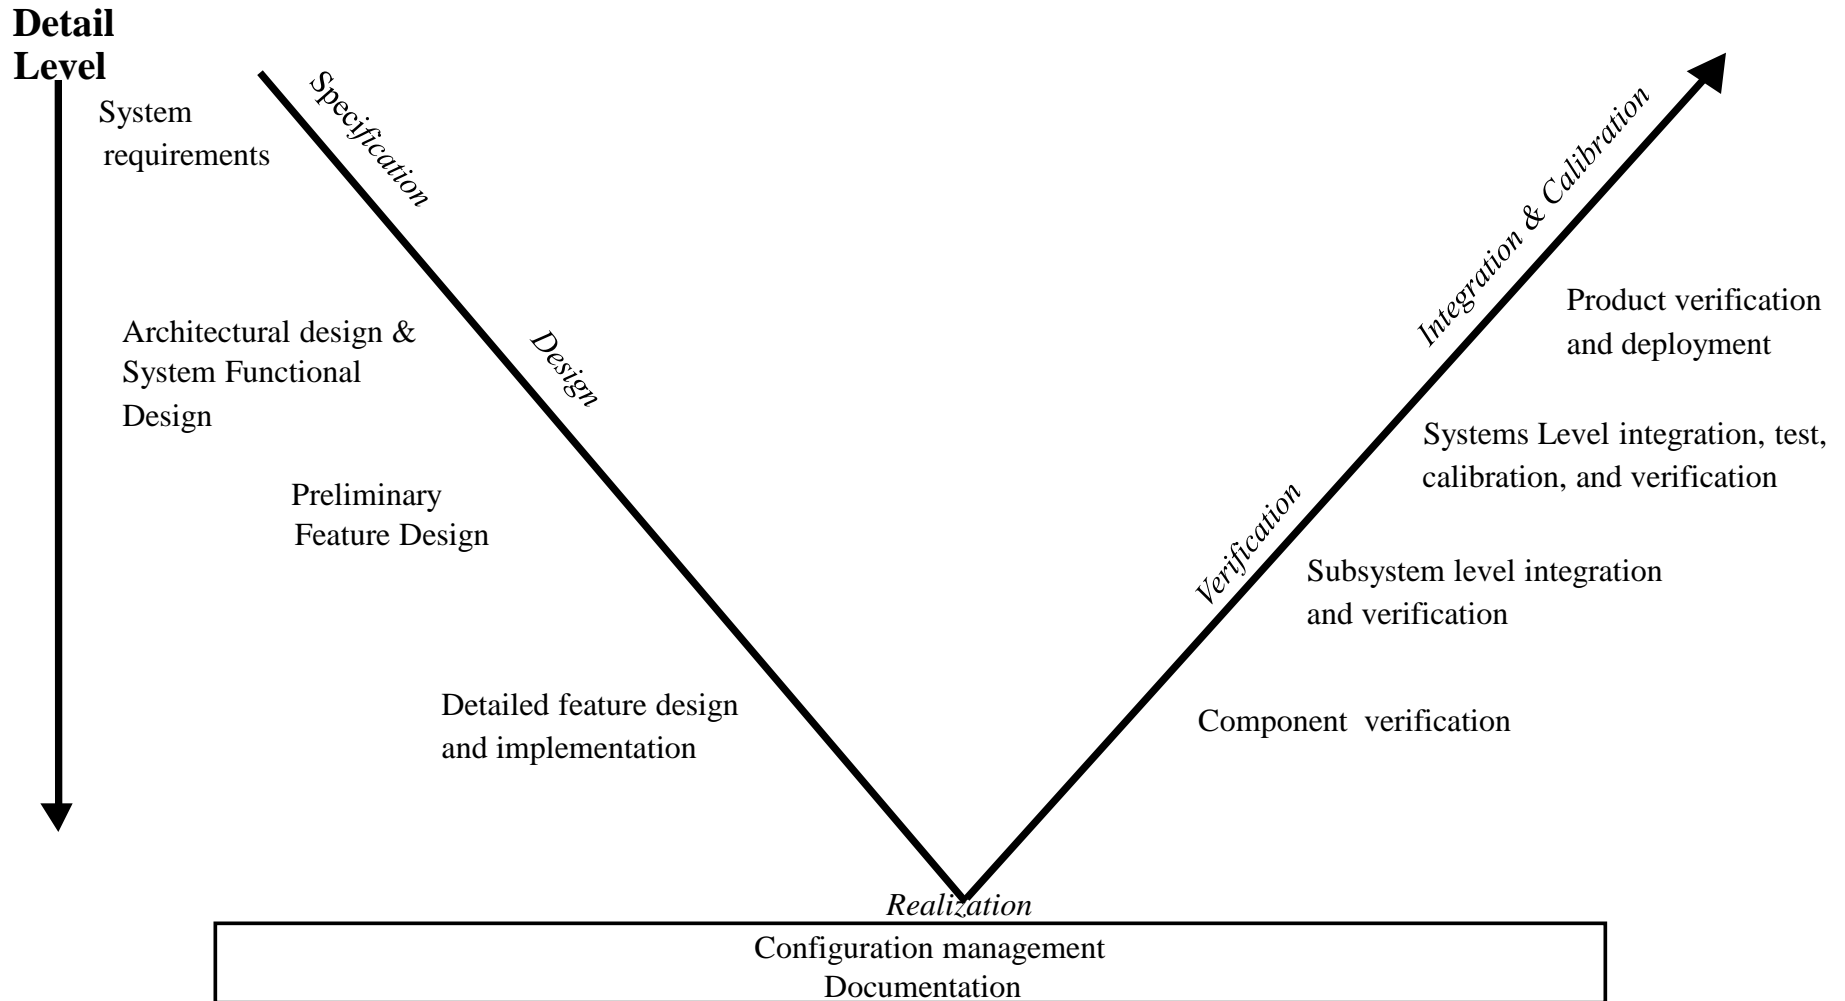 Detail
Level
System
requirements
Specification
Architectural design &
System Functional
Design
Design
Preliminary
Feature Design
Detailed feature design
and implementation
Integration & Calibration
Product verification
and deployment
Systems Level integration, test,
calibration, and verification
Verification
Subsystem level integration
and verification
Component verification
Realization
Configuration management
Documentation